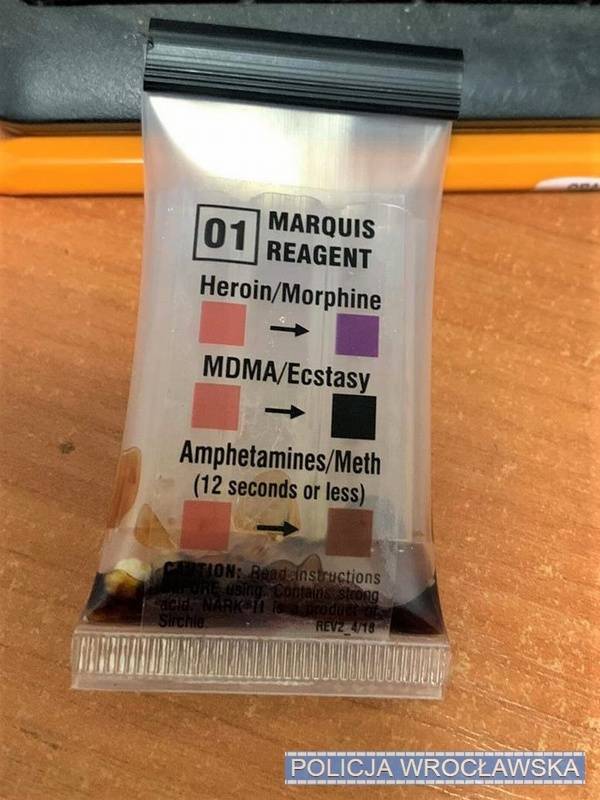 01 MARQUIS
REAGENT
Heroin/Morphine
MDMA/Ecstasy
Amphetamines/Meth
(12 seconds or less)
CAUTION: Read instructions
BEFORE using. Contains strong
acid. NARK II is a product of
Sirchie.
REV2_4/18
POLICJA WROCŁAWSKA